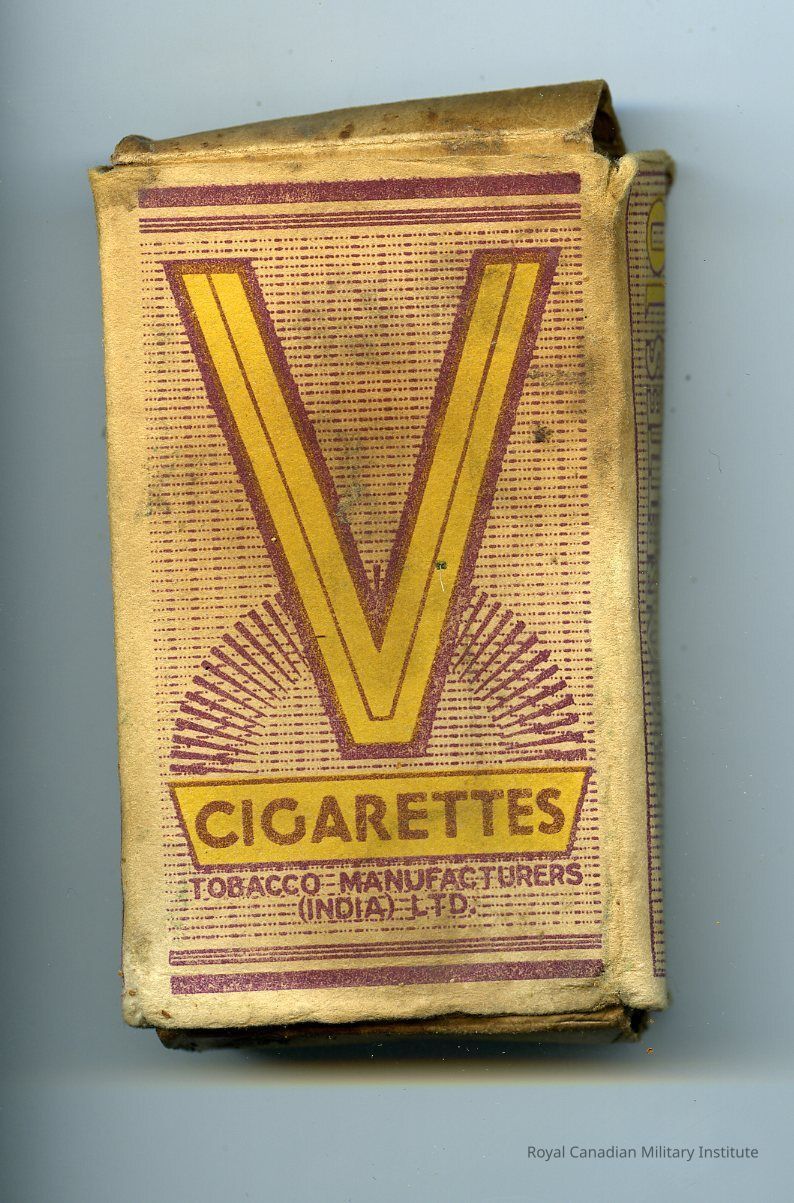 V
CIGARETTES
TOBACCO MANUFACTURERS
(INDIA) LTD.
Royal Canadian Military Institute